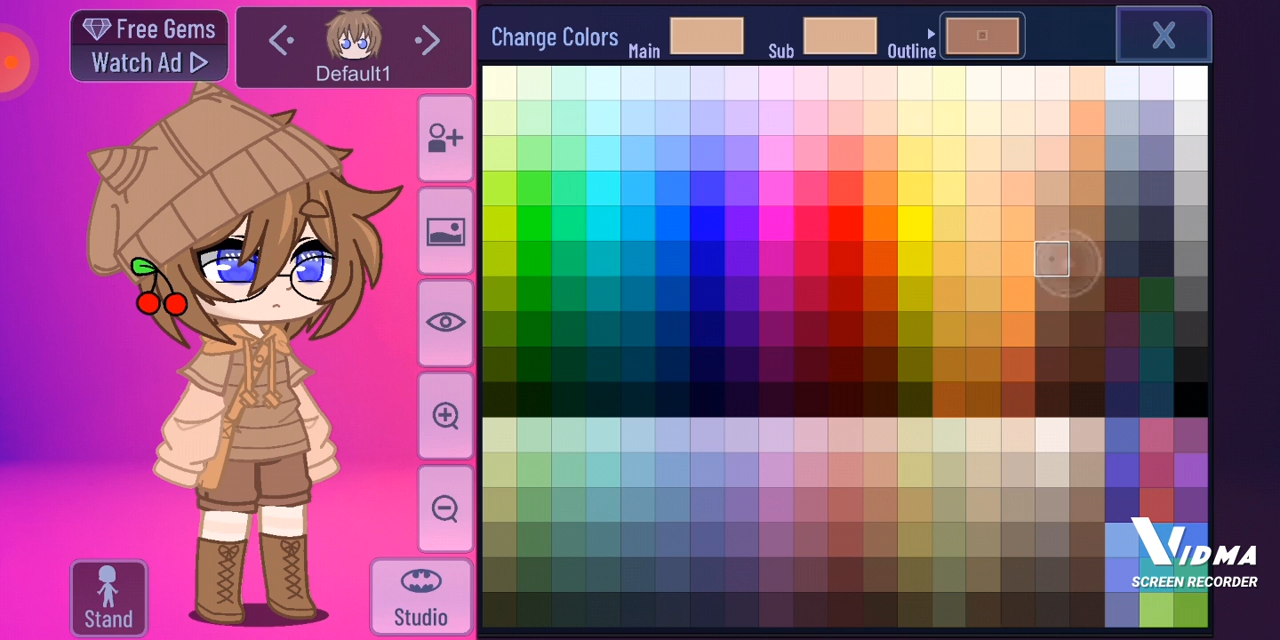 Free Gems
Watch Ad
Default1
Change Colors
Main
Sub
Outline
X
Stand
Studio
VIDMA
SCREEN RECORDER